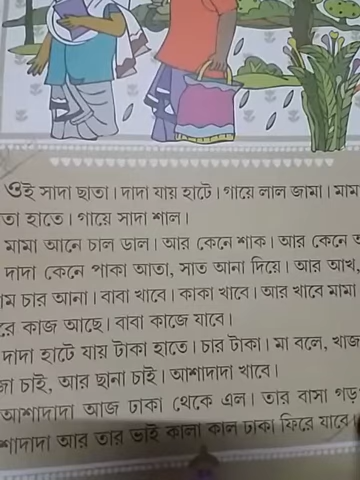 ওই সাদা ছাতা। দাদা যায় হাটে। গায়ে লাল জামা। মাম
তা হাতে। গায়ে সাদা শাল।
মামা আনে চাল ডাল। আর কেনে শাক। আর কেনে
দাদা কেনে পাকা আতা, সাত আনা দিয়ে। আর আখ,
ম চার আনা। বাবা খাবে। কাকা খাবে। আর খাবে মামা
রে কাজ আছে। বাবা কাজে যাবে।
দাদা হাটে যায় টাকা হাতে। চার টাকা। মা বলে, খাজ
জা চাই, আর ছানা চাই। আশাদাদা খাবে।
আশাদাদা আজ ঢাকা থেকে এল। তার বাসা গড়
শাদাদা আর তার ভাই কালা কাল ঢাকা ফিরে যাবে।